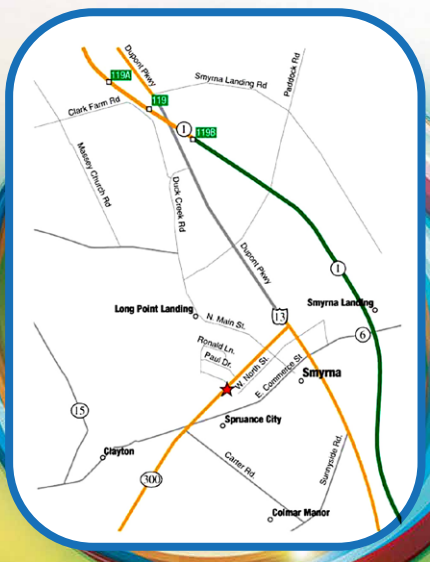 Dupont Pkwy
Paddock Rd
119A
Smyrna Landing Rd
119
Clark Farm Rd
1
119B
Massey Church Rd
Duck Creek Rd
Dupont Pkwy
1
Smyrna Landing
Long Point Landing
13
N. Main St.
6
Ronald Ln.
Paul Dr.
W. North St.
E. Commerce St.
Smyrna
15
Spruance City
Clayton
Carter Rd.
Sunnyside Rd.
300
Colmar Manor